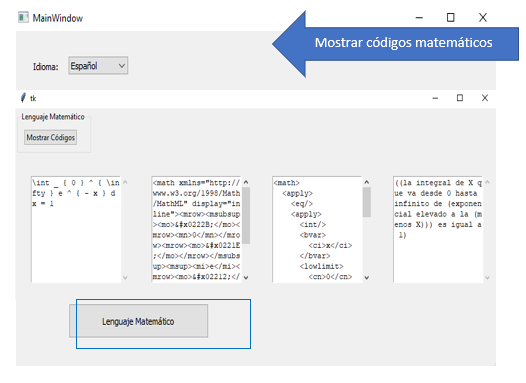 MainWindow
Mostrar códigos matemáticos
Idioma: Español
tk
Lenguaje Matemático
Mostrar Códigos
\int _ { 0 } ^ { \in
fty } e ^ { - x } d
x = 1
<math xmlns="http://
www.w3.org/1998/Math
/MathML" display="in
line"><mrow><msubsup
><mo>&#x0222B;</mo><
mrow><mn>0</mn></mro
w><mrow><mo>&#x0221E
;</mo></mrow></msubs
up><msup><mi>e</mi><
mrow><mo>&#x02212;</
<math>
<apply>
<eq/>
<apply>
<int/>
<bvar>
<ci>x</ci>
</bvar>
<lowlimit>
<cn>0</cn>
((la integral de X q
ue va desde 0 hasta
infinito de (exponen
cial elevado a la (m
enos X))) es igual a
1)
Lenguaje Matemático